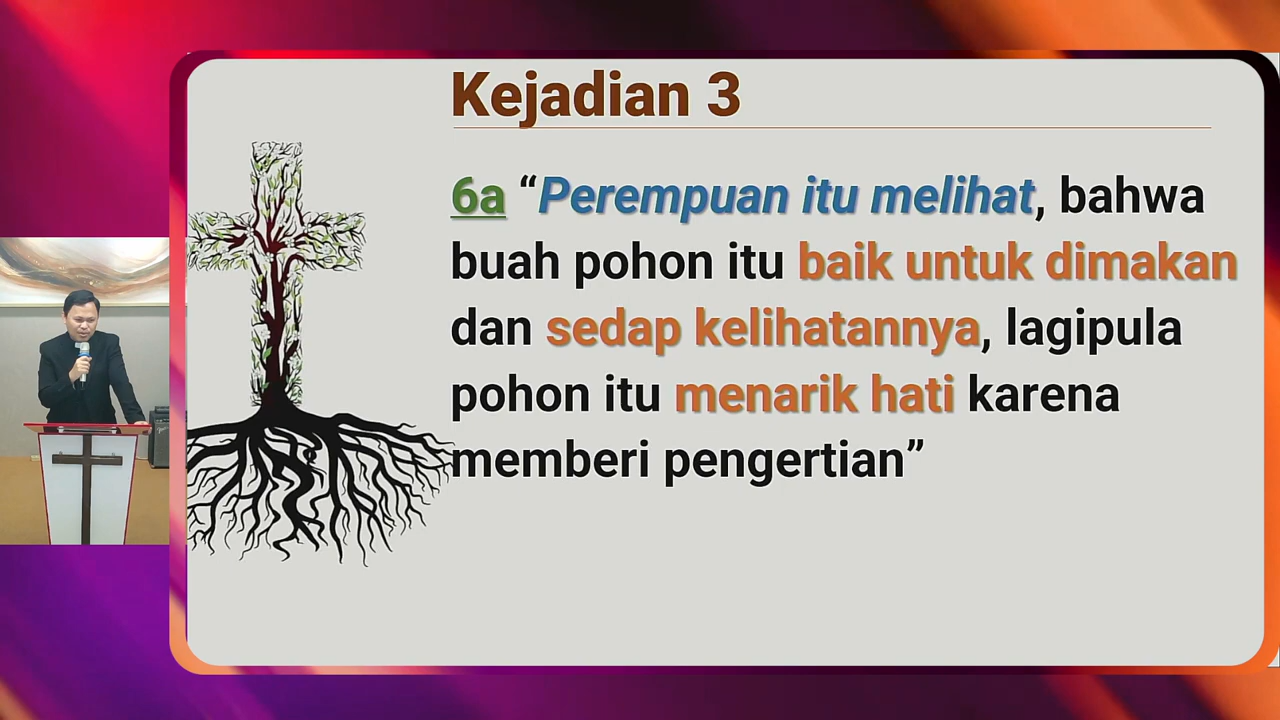 Kejadian 3
6a “Perempuan itu melihat, bahwa
buah pohon itu baik untuk dimakan
dan sedap kelihatannya, lagipula
pohon itu menarik hati karena
memberi pengertian”